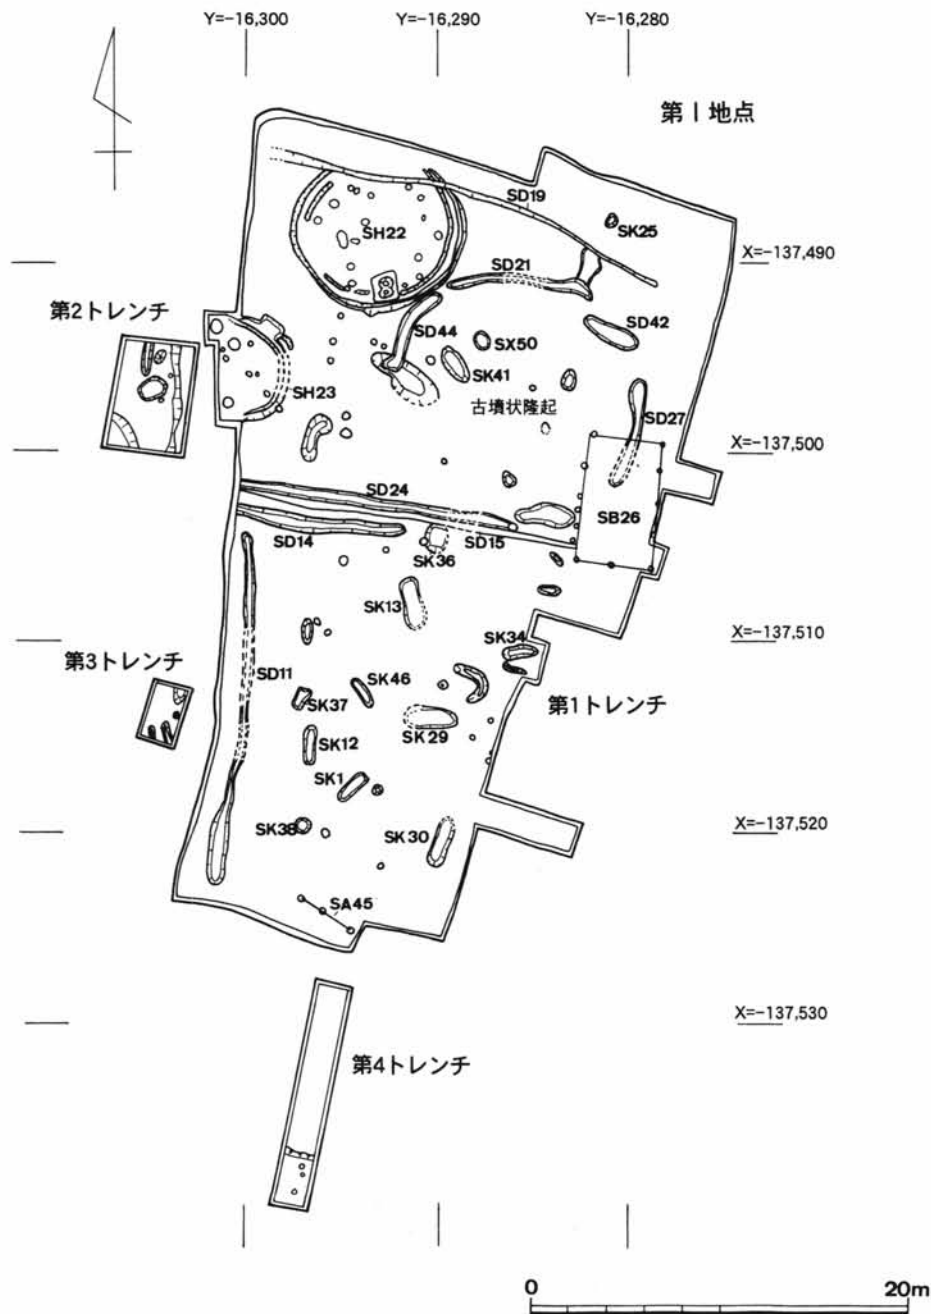 Y=-16,300
Y=-16,290
Y=-16,280
第1地点
SD19
SK25
SH22
X=-137,490
SD21
第2トレンチ
SD44
SX50
SD42
SK41
SH23
古墳状隆起
SD27
X=-137,500
SD24
SB26
SD14
SD15
SK36
SK13
SK34
X=-137,510
第3トレンチ
SD11
SK46
SK37
第1トレンチ
SK29
SK12
SK1
SK38
SK30
X=-137,520
SA45
X=-137,530
第4トレンチ
0
20m